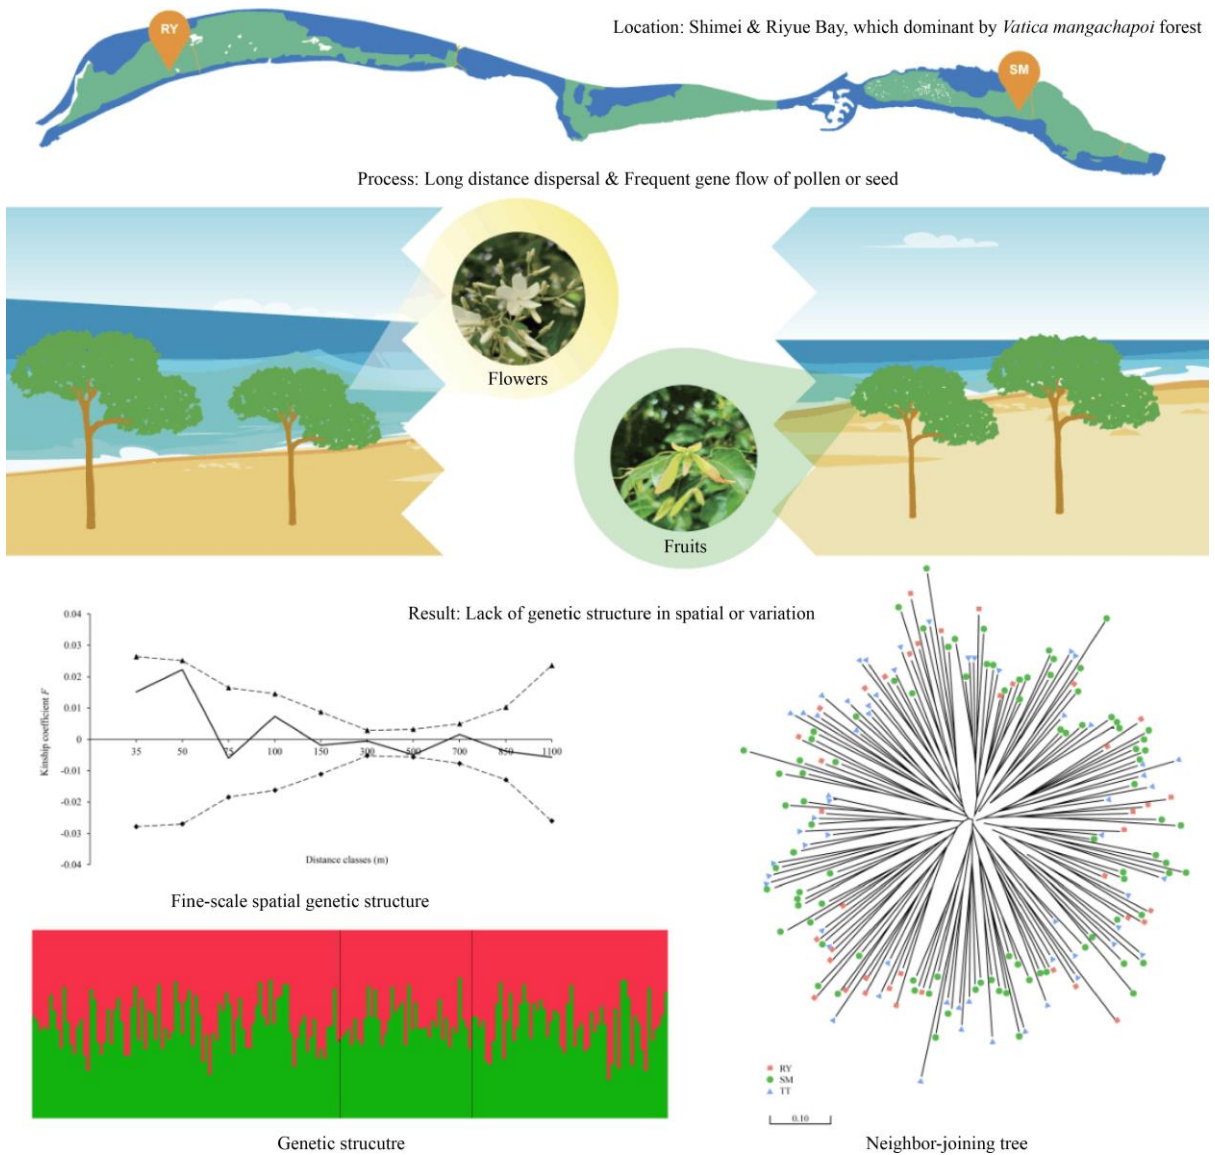 Location: Shimei & Riyue Bay, which dominant by Vatica mangachapoi forest
RY
SM
Process: Long distance dispersal & Frequent gene flow of pollen or seed
Flowers
Fruits
Result: Lack of genetic structure in spatial or variation
0.04
0.03
0.02
0.01
0
-0.01
-0.02
-0.03
-0.04
Kinship coefficient F
35 50 75 100 150 300 500 700 850 1100
Distance classes (m)
Fine-scale spatial genetic structure
Genetic strucutre
RY
SM
TT
0.10
Neighbor-joining tree